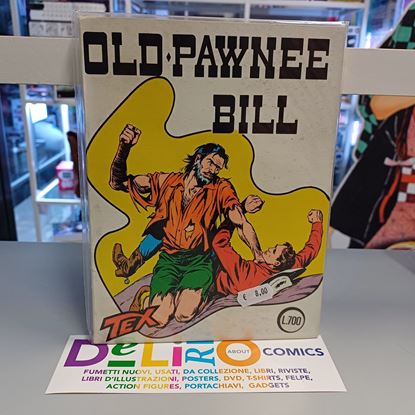 OLD·PAWNEE
BILL
€ 8,00
L.700
TEX
DeLiRiO ABOUT COMICS
FUMETTI NUOVI, USATI, DA COLLEZIONE, LIBRI, RIVISTE,
LIBRI D'ILLUSTRAZIONI, POSTERS, DVD, T-SHIRTS, FELPE,
ACTION FIGURES, PORTACHIAVI, GADGETS